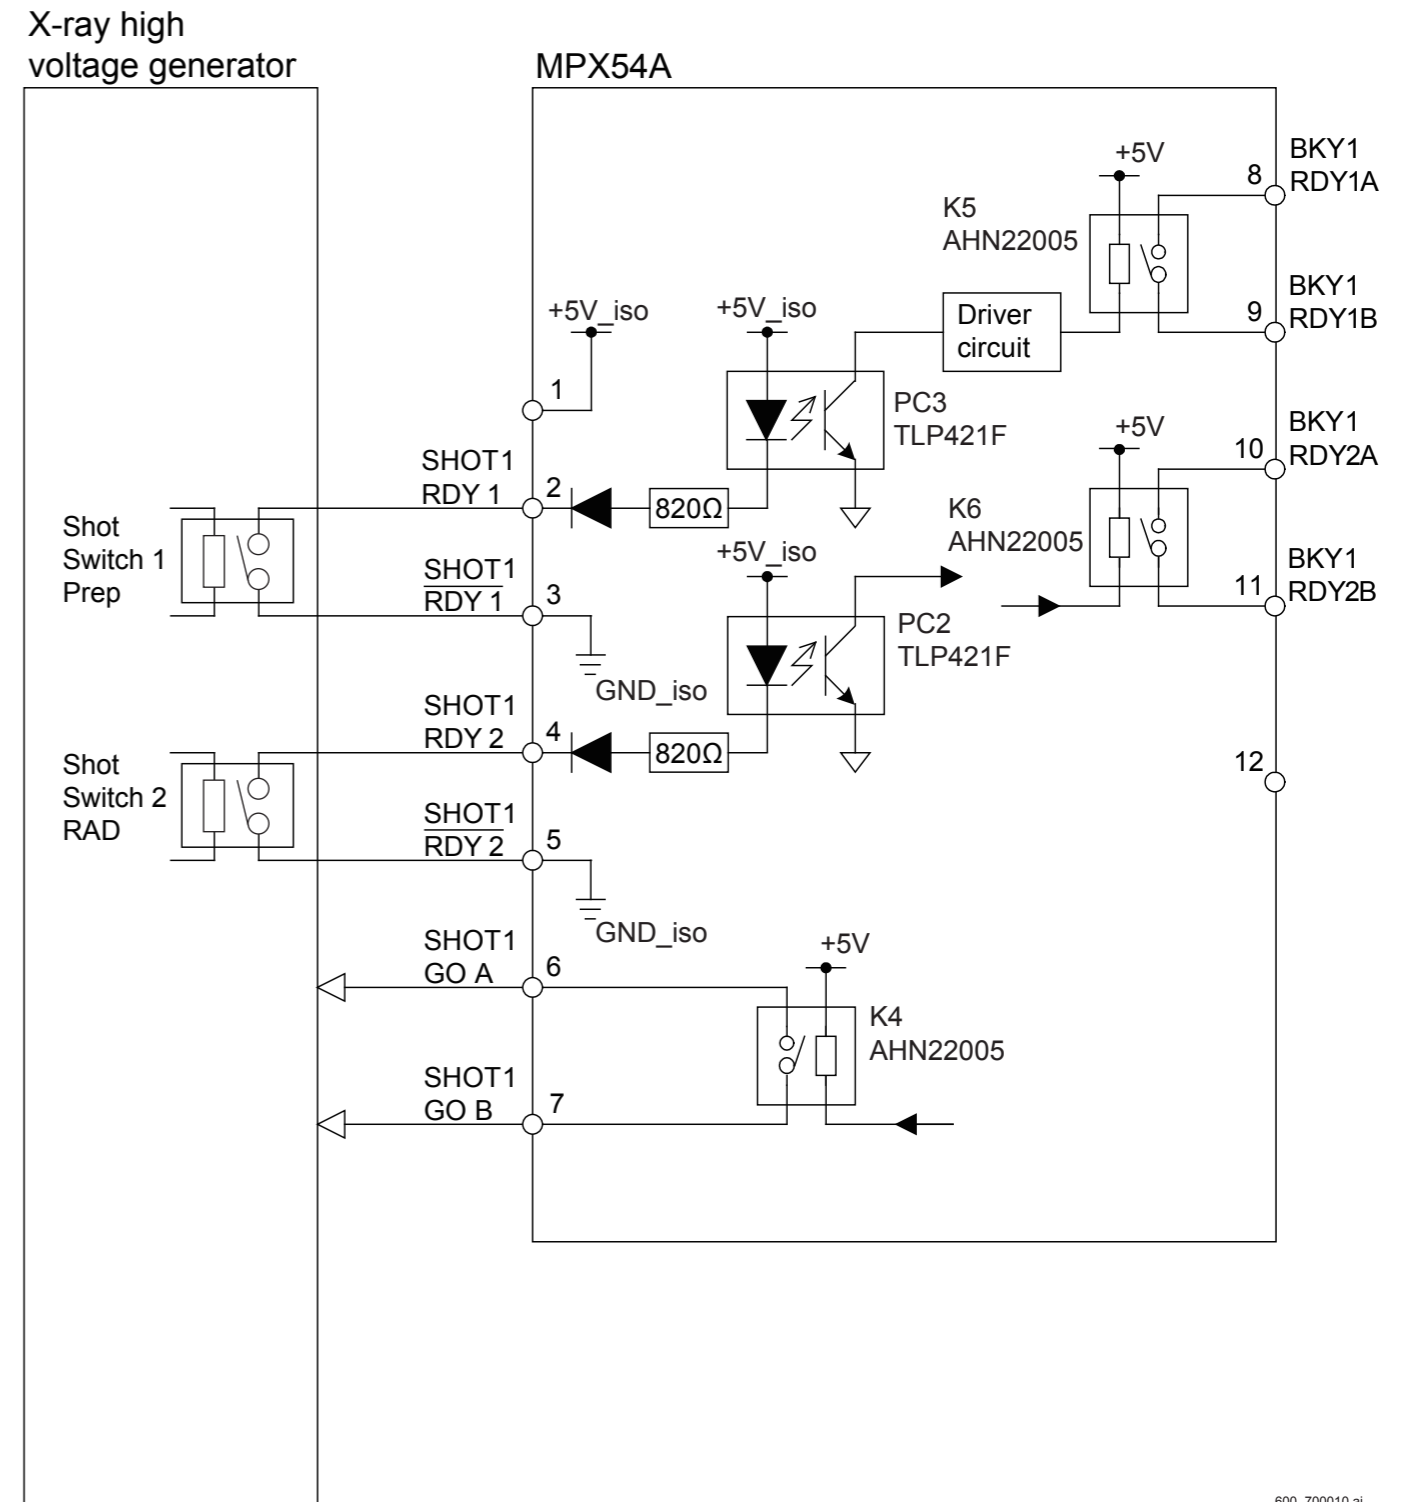 X-ray high
voltage generator
MPX54A
+5V
8
BKY1
RDY1A
K5
AHN22005
BKY1
RDY1B
9
+5V_iso
+5V_iso
Driver
circuit
1
PC3
TLP421F
+5V
BKY1
RDY2A
10
SHOT1
RDY 1
2
820Ω
K6
AHN22005
Shot
Switch 1
Prep
+5V_iso
SHOT1
RDY 1
3
BKY1
RDY2B
11
PC2
TLP421F
GND_iso
SHOT1
RDY 2
4
820Ω
12
Shot
Switch 2
RAD
SHOT1
RDY 2
5
GND_iso
SHOT1
GO A
6
+5V
K4
AHN22005
SHOT1
GO B
7
600_700010.ai